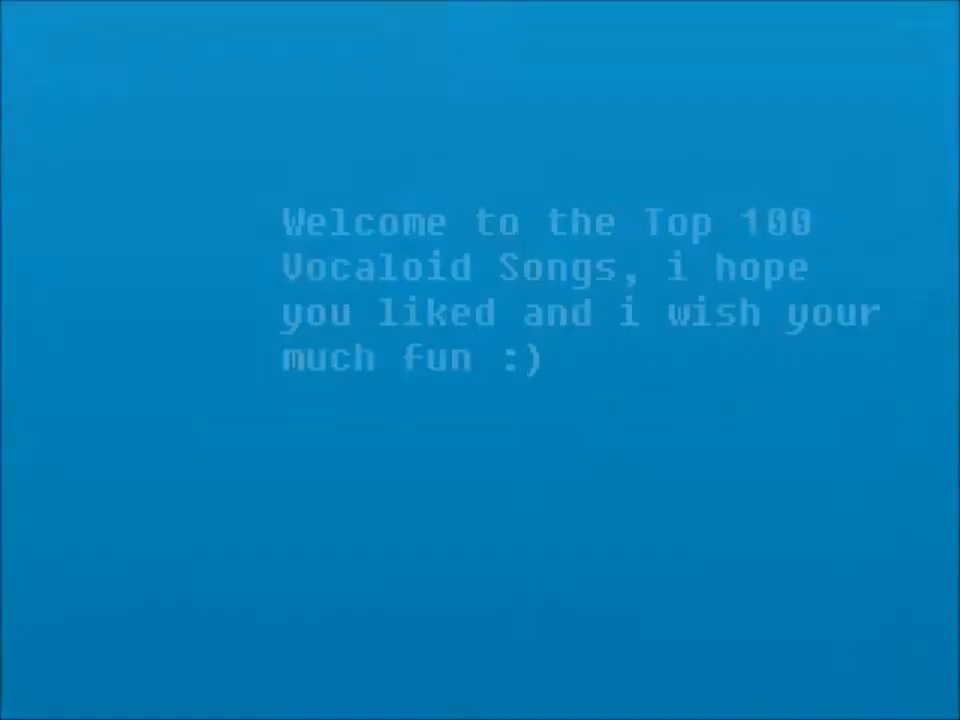 Welcome to the Top 100
Vocaloid Songs, i hope
you liked and i wish your
much fun :)